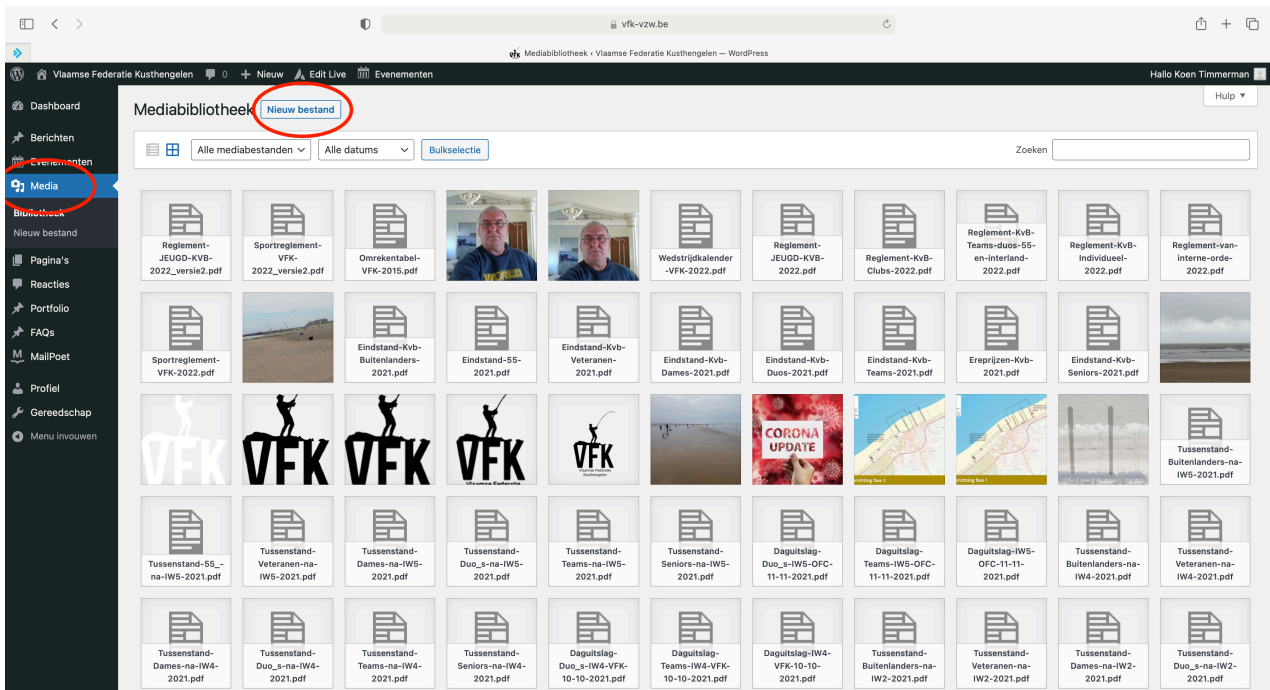 vfk-vzw.be
vfk Mediabibliotheek ‹ Vlaamse Federatie Kusthengelen — WordPress
Vlaamse Federatie Kusthengelen 0 + Nieuw Edit Live Evenementen Hallo Koen Timmerman
Hulp ▼
Dashboard
Berichten
Evenementen
Media
Bibliotheek
Nieuw bestand
Pagina's
Reacties
Portfolio
FAQs
MailPoet
Profiel
Gereedschap
Menu invouwen
Mediabibliotheek Nieuw bestand
Alle mediabestanden Alle datums Bulkselectie Zoeken
Reglement-
JEUGD-KVB-
2022_versie2.pdf
Sportreglement-
VFK-
2022_versie2.pdf
Omrekentabel-
VFK-2015.pdf
Wedstrijdkalender
-VFK-2022.pdf
Reglement-
JEUGD-KVB-
2022.pdf
Reglement-KvB-
Clubs-2022.pdf
Reglement-KvB-
Teams-duos-55-
en-interland-
2022.pdf
Reglement-KvB-
Individueel-
2022.pdf
Reglement-van-
interne-orde-
2022.pdf
Sportreglement-
VFK-2022.pdf
Eindstand-Kvb-
Buitenlanders-
2021.pdf
Eindstand-55-
2021.pdf
Eindstand-Kvb-
Veteranen-
2021.pdf
Eindstand-Kvb-
Dames-2021.pdf
Eindstand-Kvb-
Duos-2021.pdf
Eindstand-Kvb-
Teams-2021.pdf
Ereprijzen-Kvb-
2021.pdf
Eindstand-Kvb-
Seniors-2021.pdf
VFK
VFK
VFK
VFK
Vlaamse Federatie
VFK
Vlaamse Federatie
Kusthengelen
CORONA
UPDATE
nrichting fase 2
nrichting fase 1
Tussenstand-
Buitenlanders-na-
IW5-2021.pdf
Tussenstand-55_-
na-IW5-2021.pdf
Tussenstand-
Veteranen-na-
IW5-2021.pdf
Tussenstand-
Dames-na-IW5-
2021.pdf
Tussenstand-
Duo_s-na-IW5-
2021.pdf
Tussenstand-
Teams-na-IW5-
2021.pdf
Tussenstand-
Seniors-na-IW5-
2021.pdf
Daguitslag-
Duo_s-IW5-OFC-
11-11-2021.pdf
Daguitslag-
Teams-IW5-OFC-
11-11-2021.pdf
Daguitslag-IW5-
OFC-11-11-
2021.pdf
Tussenstand-
Buitenlanders-na-
IW4-2021.pdf
Tussenstand-
Veteranen-na-
IW4-2021.pdf
Tussenstand-
Dames-na-IW4-
2021.pdf
Tussenstand-
Duo_s-na-IW4-
2021.pdf
Tussenstand-
Teams-na-IW4-
2021.pdf
Tussenstand-
Seniors-na-IW4-
2021.pdf
Daguitslag-
Duo_s-IW4-VFK-
10-10-2021.pdf
Daguitslag-
Teams-IW4-VFK-
10-10-2021.pdf
Daguitslag-IW4-
VFK-10-10-
2021.pdf
Tussenstand-
Buitenlanders-na-
IW2-2021.pdf
Tussenstand-
Veteranen-na-
IW2-2021.pdf
Tussenstand-
Dames-na-IW2-
2021.pdf
Tussenstand-
Duo_s-na-IW2-
2021.pdf